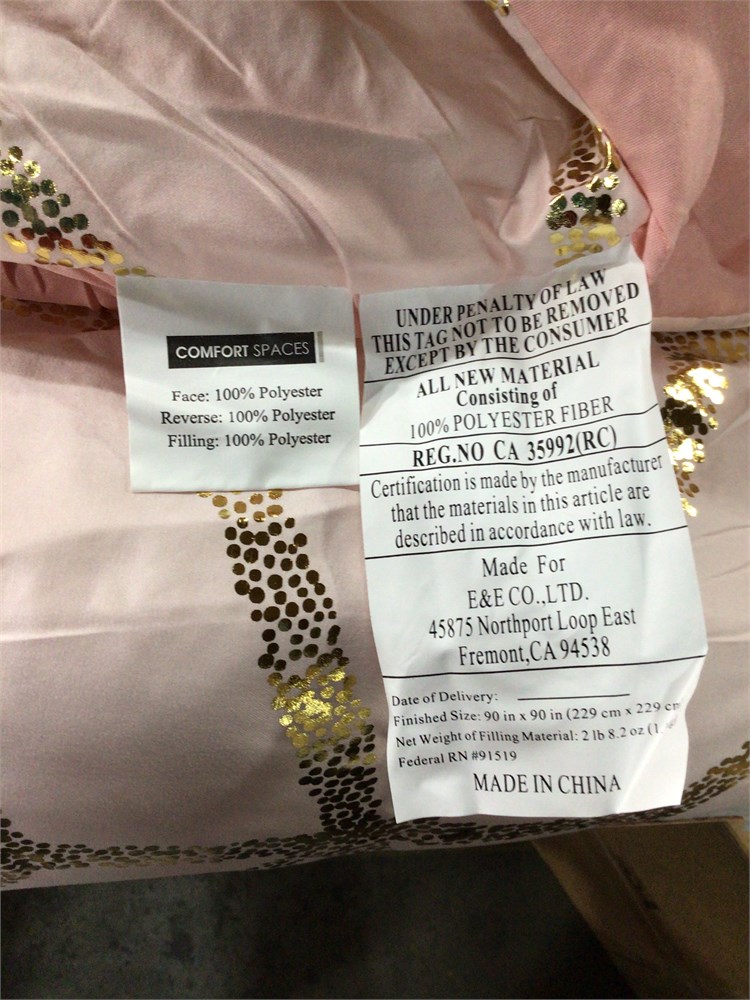 COMFORT SPACES
Face: 100% Polyester
Reverse: 100% Polyester
Filling: 100% Polyester
UNDER PENALTY OF LAW
THIS TAG NOT TO BE REMOVED
EXCEPT BY THE CONSUMER
ALL NEW MATERIAL
Consisting of
100% POLYESTER FIBER
REG.NO CA 35992(RC)
Certification is made by the manufacturer
that the materials in this article are
described in accordance with law.
Made For
E&E CO.,LTD.
45875 Northport Loop East
Fremont,CA 94538
Date of Delivery:
Finished Size: 90 in x 90 in (229 cm x 229 cm
Net Weight of Filling Material: 2 lb 8.2 oz (1.
Federal RN #91519
MADE IN CHINA